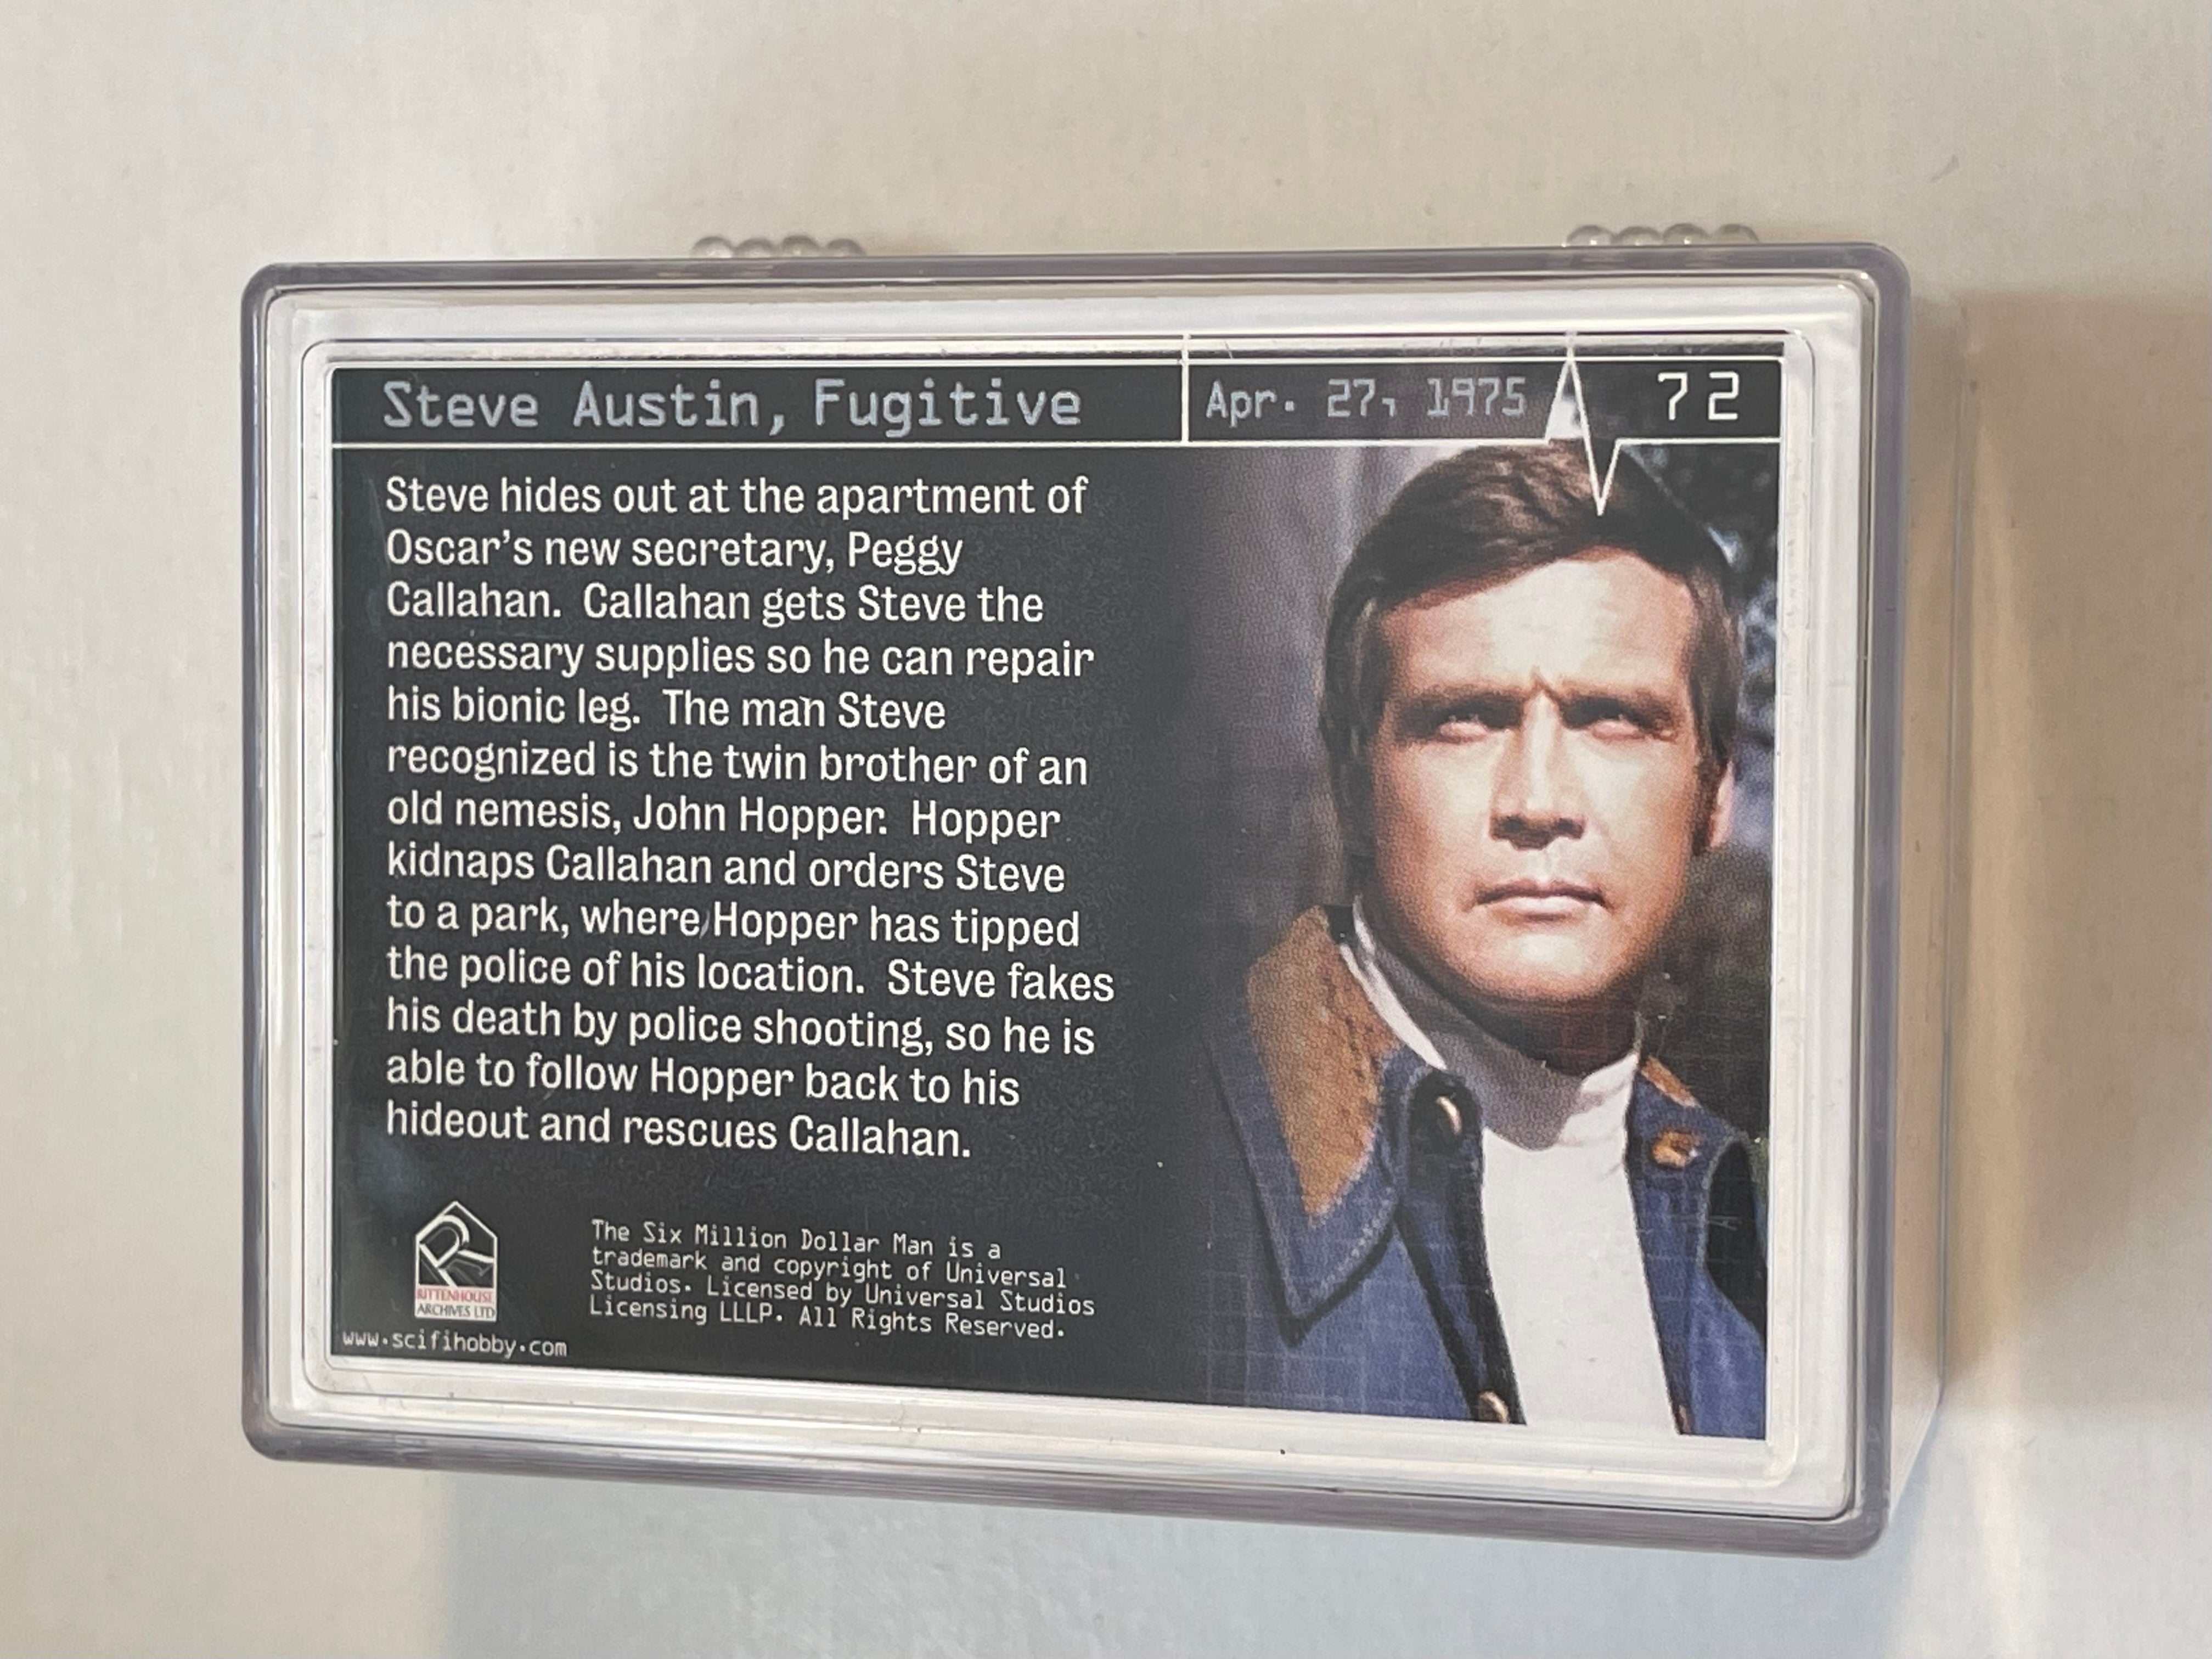 Steve Austin, Fugitive
Apr. 27, 1975
72
Steve hides out at the apartment of
Oscar's new secretary, Peggy
Callahan.  Callahan gets Steve the
necessary supplies so he can repair
his bionic leg.  The man Steve
recognized is the twin brother of an
old nemesis, John Hopper.  Hopper
kidnaps Callahan and orders Steve
to a park, where Hopper has tipped
the police of his location.  Steve fakes
his death by police shooting, so he is
able to follow Hopper back to his
hideout and rescues Callahan.
RITTENHOUSE
ARCHIVES LTD
www.scifihobby.com
The Six Million Dollar Man is a
trademark and copyright of Universal
Studios. Licensed by Universal Studios
Licensing LLLP. All Rights Reserved.